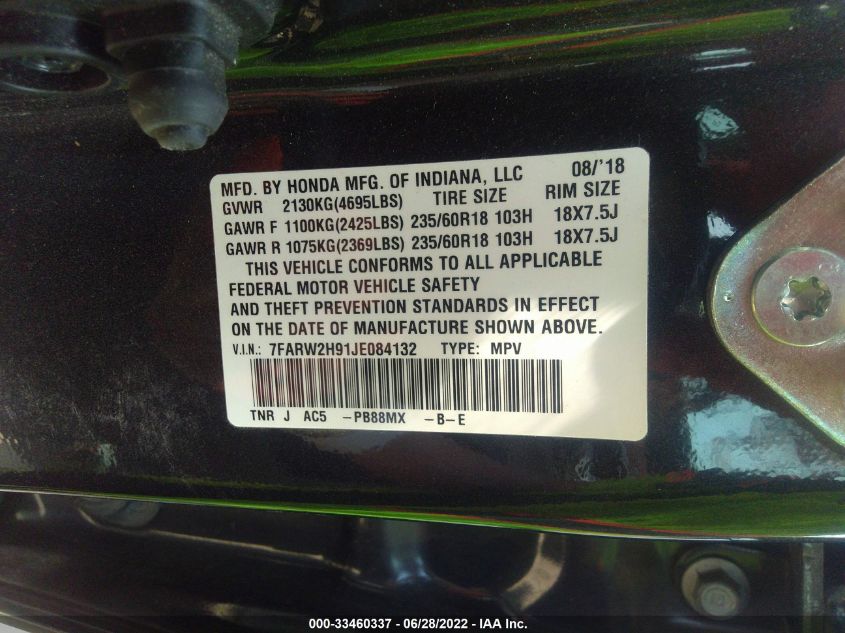 MFD. BY HONDA MFG. OF INDIANA, LLC 08/'18
GVWR 2130KG(4695LBS) TIRE SIZE RIM SIZE
GAWR F 1100KG(2425LBS) 235/60R18 103H 18X7.5J
GAWR R 1075KG(2369LBS) 235/60R18 103H 18X7.5J
THIS VEHICLE CONFORMS TO ALL APPLICABLE
FEDERAL MOTOR VEHICLE SAFETY
AND THEFT PREVENTION STANDARDS IN EFFECT
ON THE DATE OF MANUFACTURE SHOWN ABOVE.
V.I.N.: 7FARW2H91JE084132 TYPE: MPV
TNR J AC5 -PB88MX -B-E
000-33460337 - 06/28/2022 - IAA Inc.